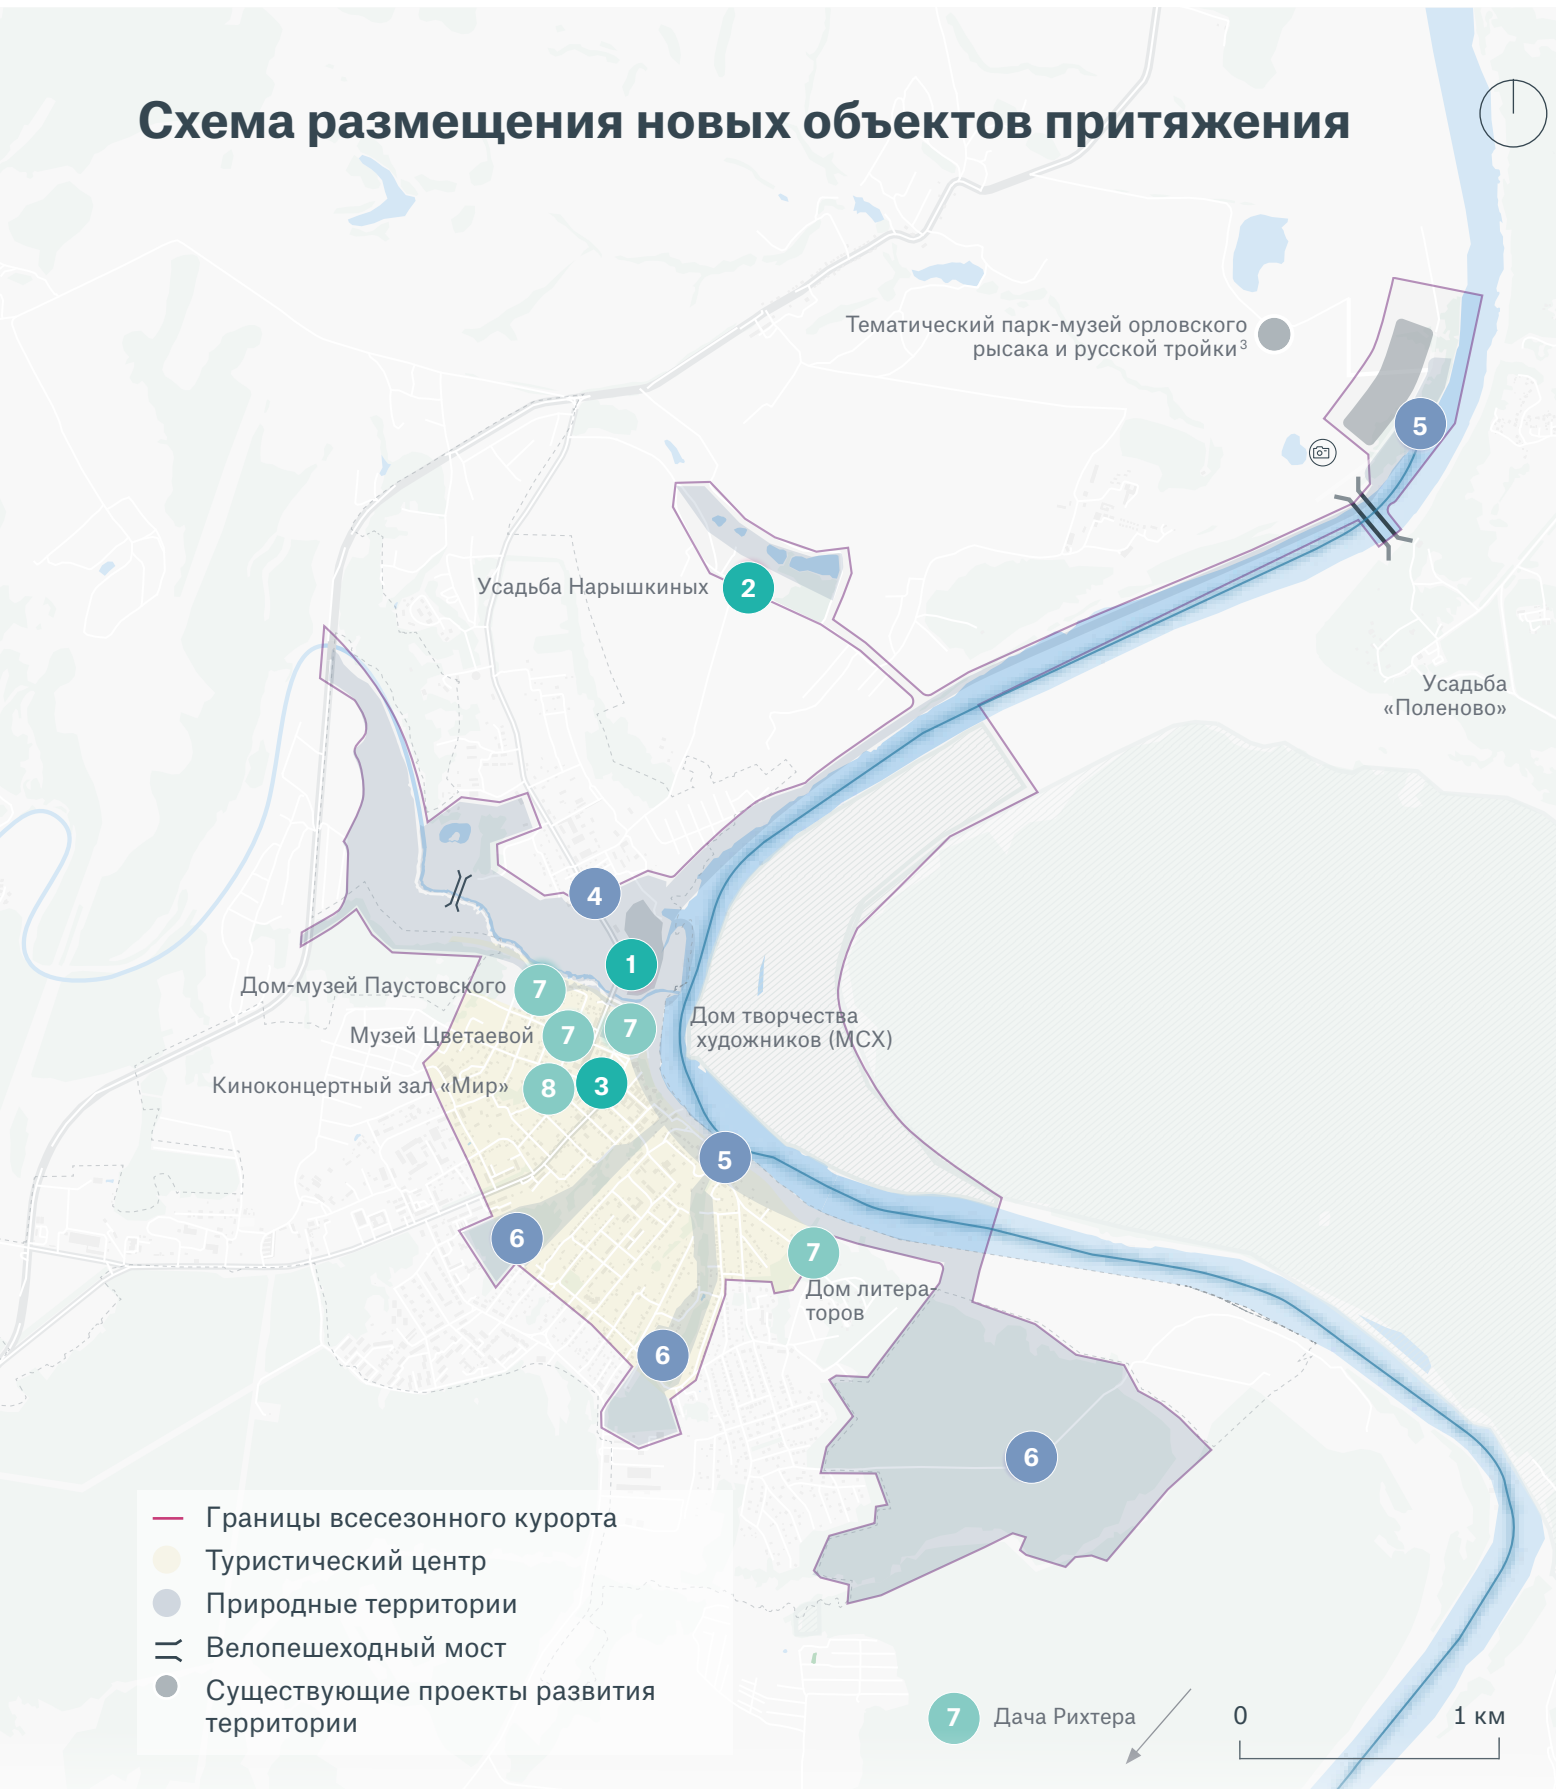 Схема размещения новых объектов притяжения
Тематический парк-музей орловского
рысака и русской тройки³
5
Усадьба Нарышкиных
2
Усадьба
«Поленово»
4
1
Дом-музей Паустовского
7
Музей Цветаевой
7
7
Дом творчества
художников (МСХ)
Киноконцертный зал «Мир»
8
3
5
6
7
Дом литера-
торов
6
6
Границы всесезонного курорта
Туристический центр
Природные территории
Велопешеходный мост
Существующие проекты развития
территории
7
Дача Рихтера
0
1 км